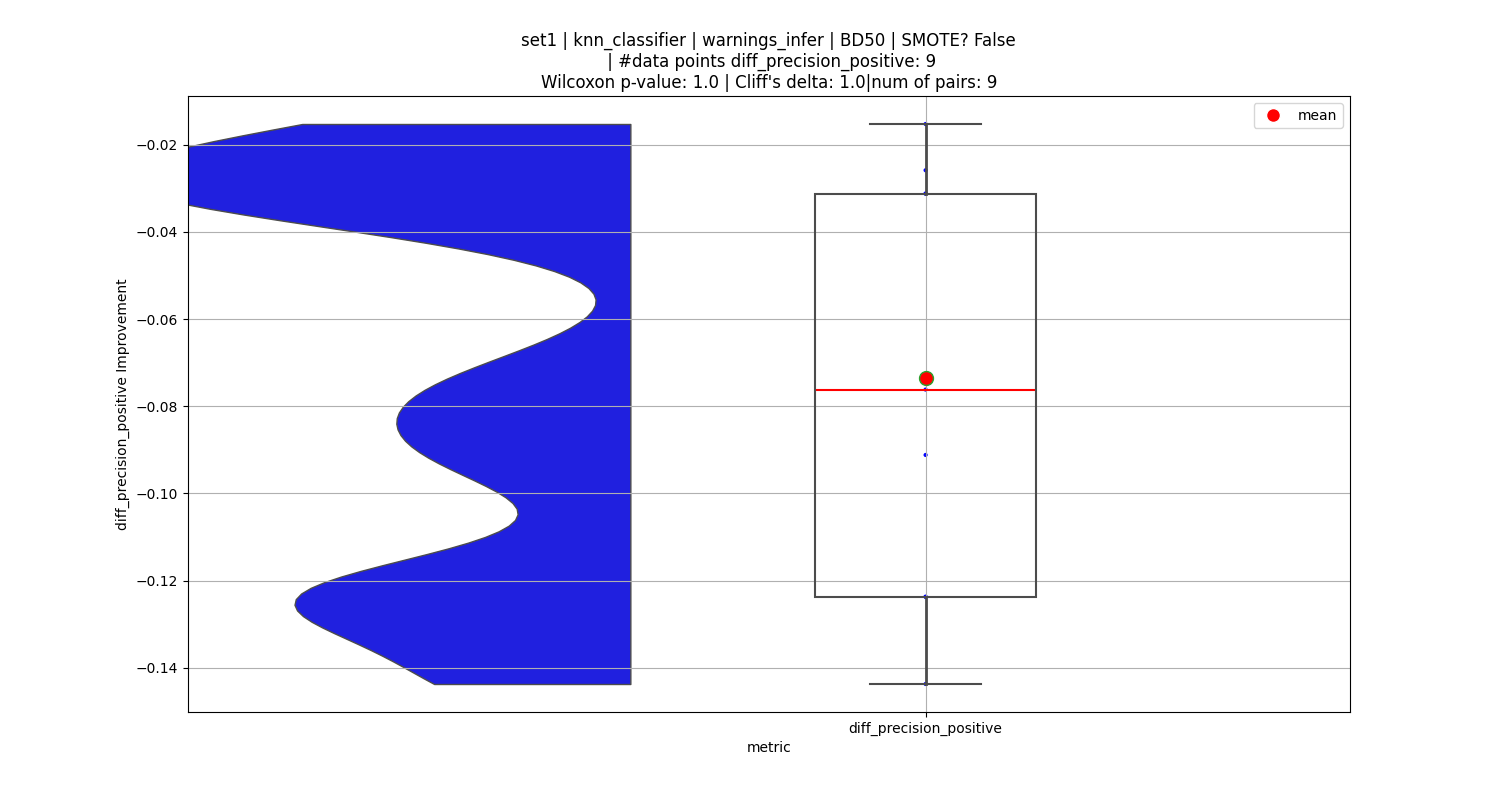 set1 | knn_classifier | warnings_infer | BD50 | SMOTE? False
| #data points diff_precision_positive: 9
Wilcoxon p-value: 1.0 | Cliff's delta: 1.0|num of pairs: 9
mean
−0.02
−0.04
−0.06
−0.08
−0.10
−0.12
−0.14
diff_precision_positive Improvement
diff_precision_positive
metric